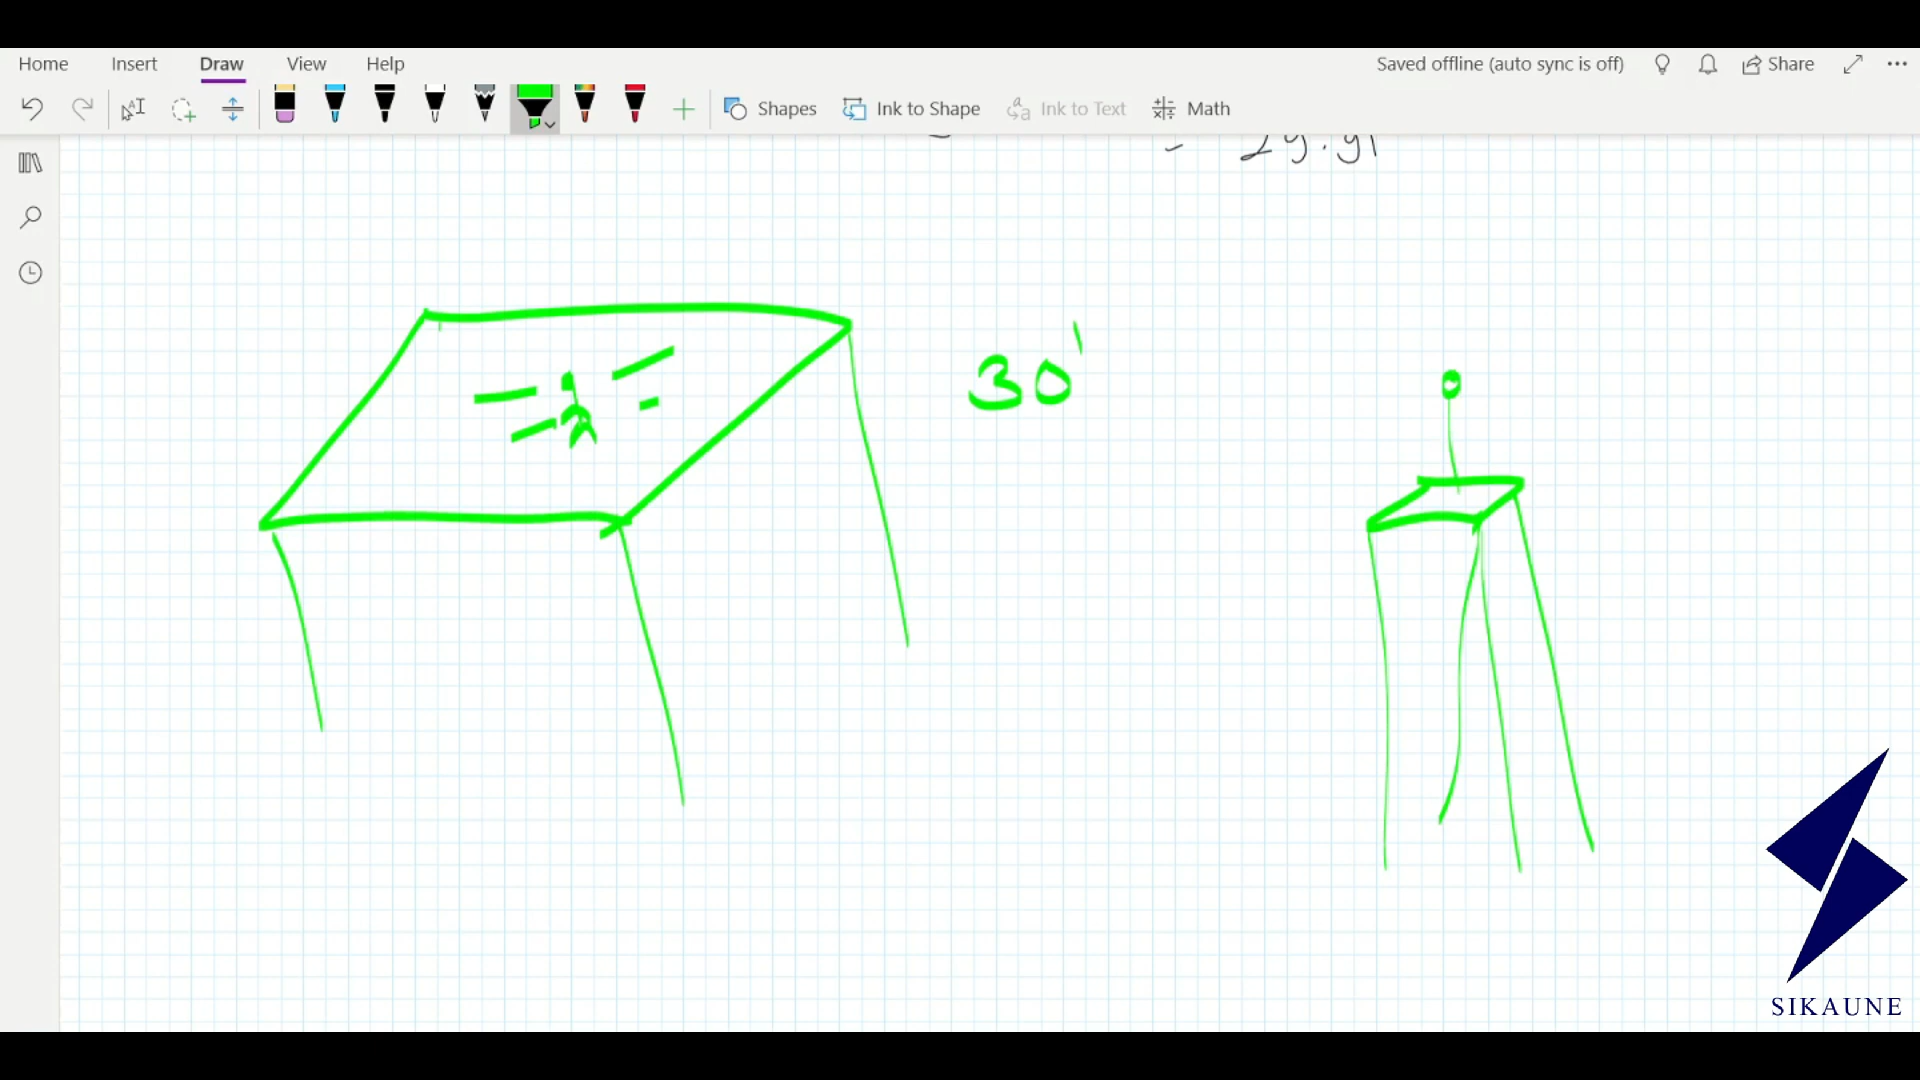 Home Insert Draw View Help Saved offline (auto sync is off) Share
Shapes Ink to Shape Ink to Text Math
30'
SIKAUNE